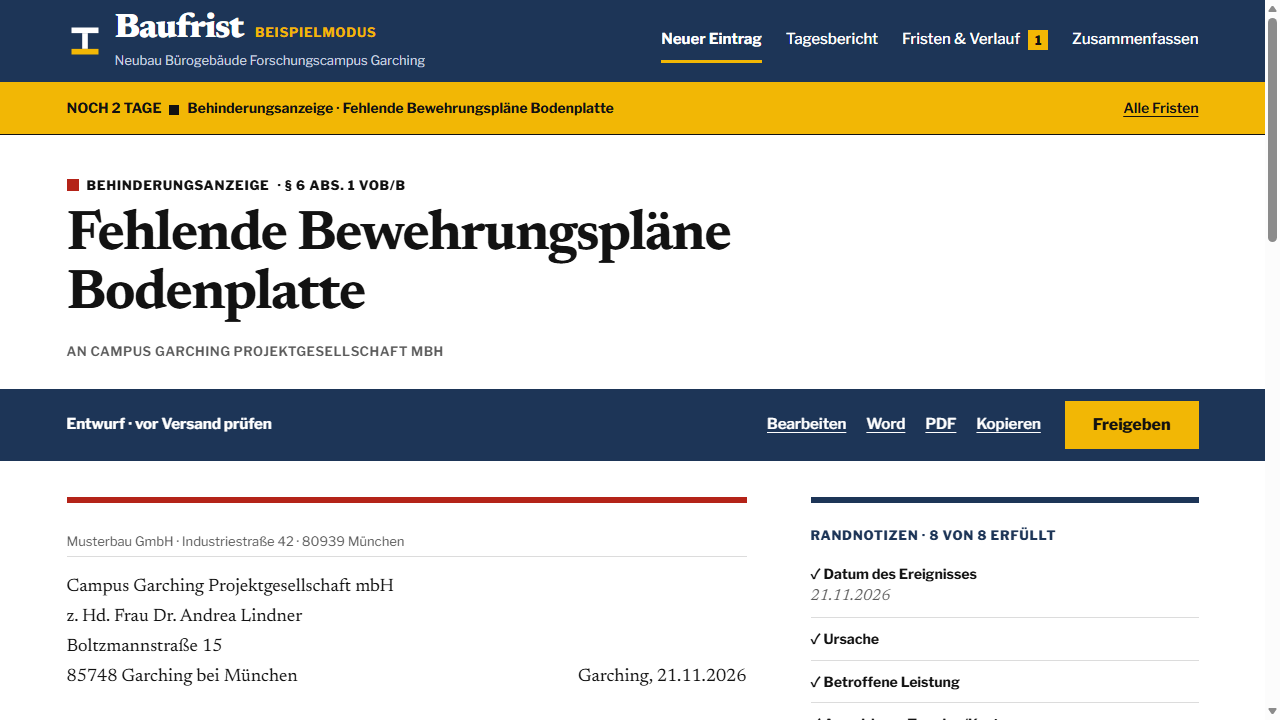 Baufrist BEISPIELMODUS
Neubau Bürogebäude Forschungscampus Garching
Neuer Eintrag Tagesbericht Fristen & Verlauf 1 Zusammenfassen
NOCH 2 TAGE ■ Behinderungsanzeige · Fehlende Bewehrungspläne Bodenplatte
Alle Fristen
BEHINDERUNGSANZEIGE · § 6 ABS. 1 VOB/B
Fehlende Bewehrungspläne
Bodenplatte
AN CAMPUS GARCHING PROJEKTGESELLSCHAFT MBH
Entwurf · vor Versand prüfen
Bearbeiten Word PDF Kopieren Freigeben
Musterbau GmbH · Industriestraße 42 · 80939 München
Campus Garching Projektgesellschaft mbH
z. Hd. Frau Dr. Andrea Lindner
Boltzmannstraße 15
85748 Garching bei München
Garching, 21.11.2026
RANDNOTIZEN · 8 VON 8 ERFÜLLT
✓ Datum des Ereignisses
21.11.2026
✓ Ursache
✓ Betroffene Leistung